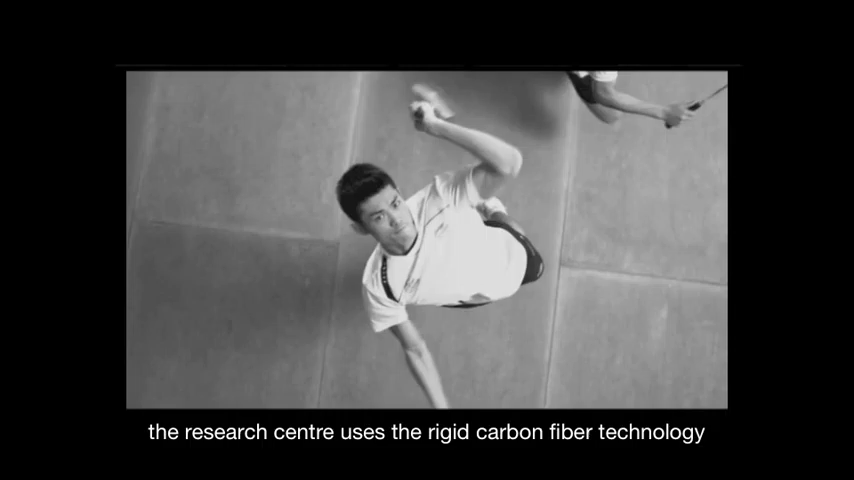 the research centre uses the rigid carbon fiber technology